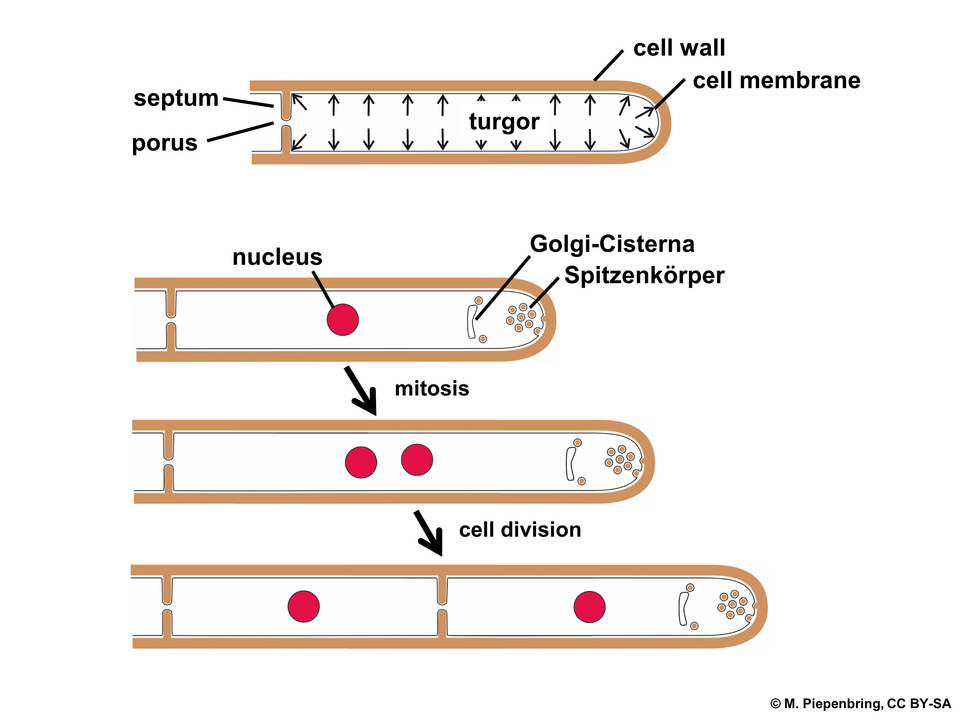 cell wall
cell membrane
septum
turgor
porus
Golgi-Cisterna
nucleus
Spitzenkörper
mitosis
cell division
© M. Piepenbring, CC BY-SA